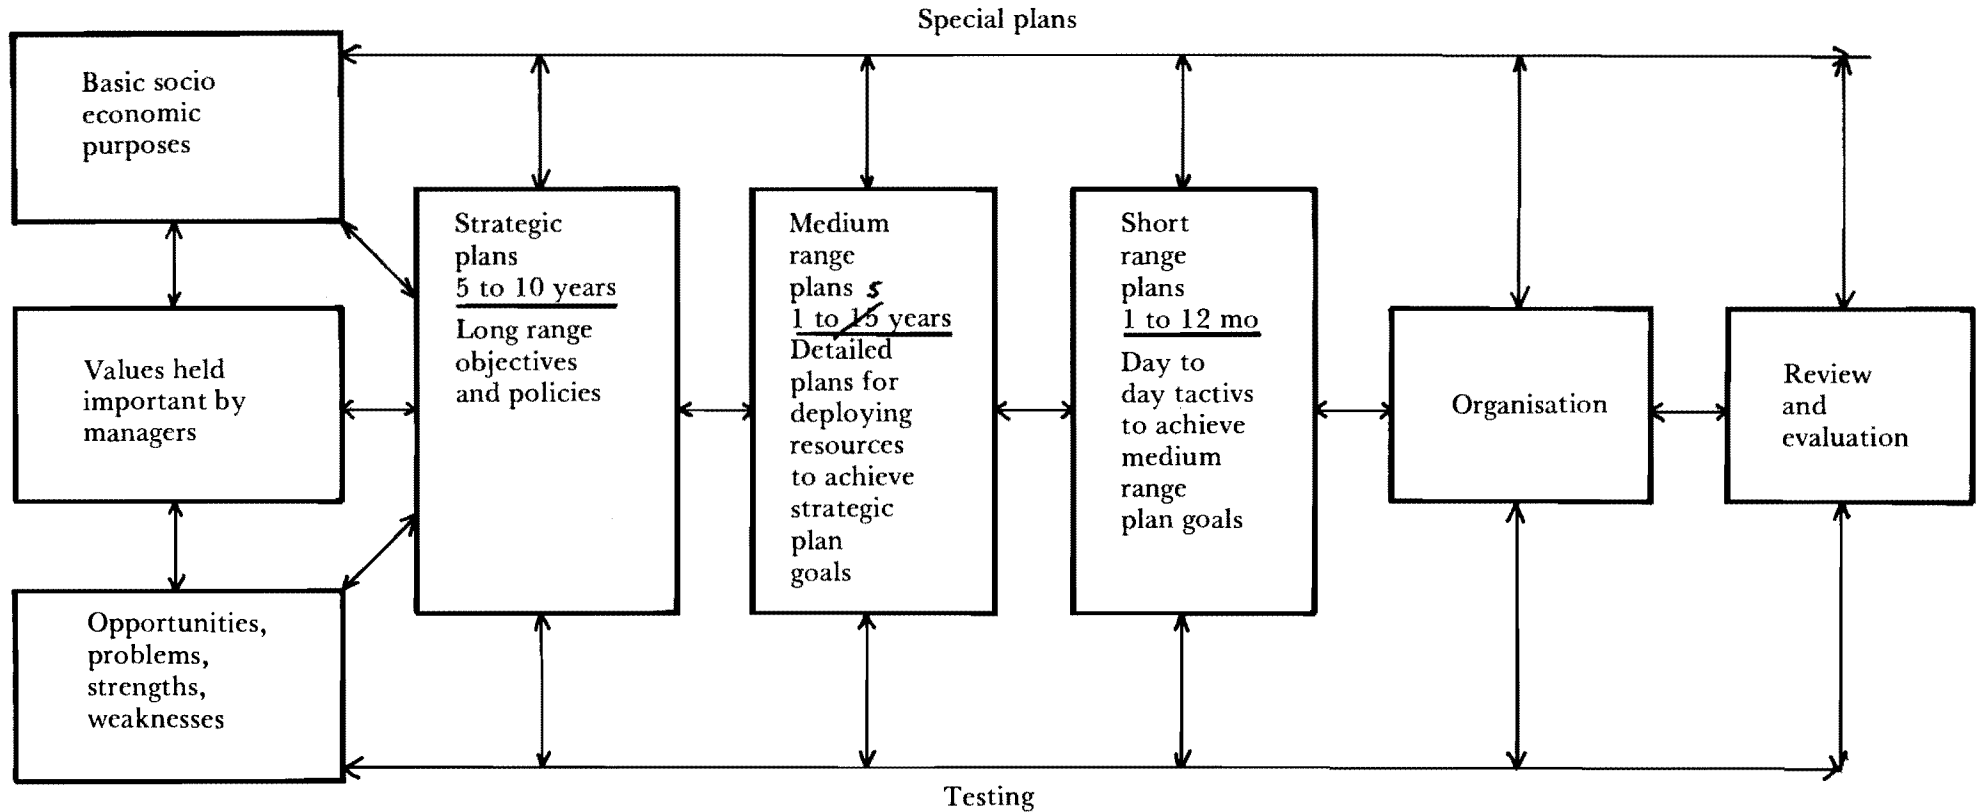 Special plans
Basic socio
economic
purposes
Values held
important by
managers
Opportunities,
problems,
strengths,
weaknesses
Strategic
plans
5 to 10 years
Long range
objectives
and policies
Medium
range
plans 5
1 to 15 years
Detailed
plans for
deploying
resources
to achieve
strategic
plan
goals
Short
range
plans
1 to 12 mo
Day to
day tactivs
to achieve
medium
range
plan goals
Organisation
Review
and
evaluation
Testing